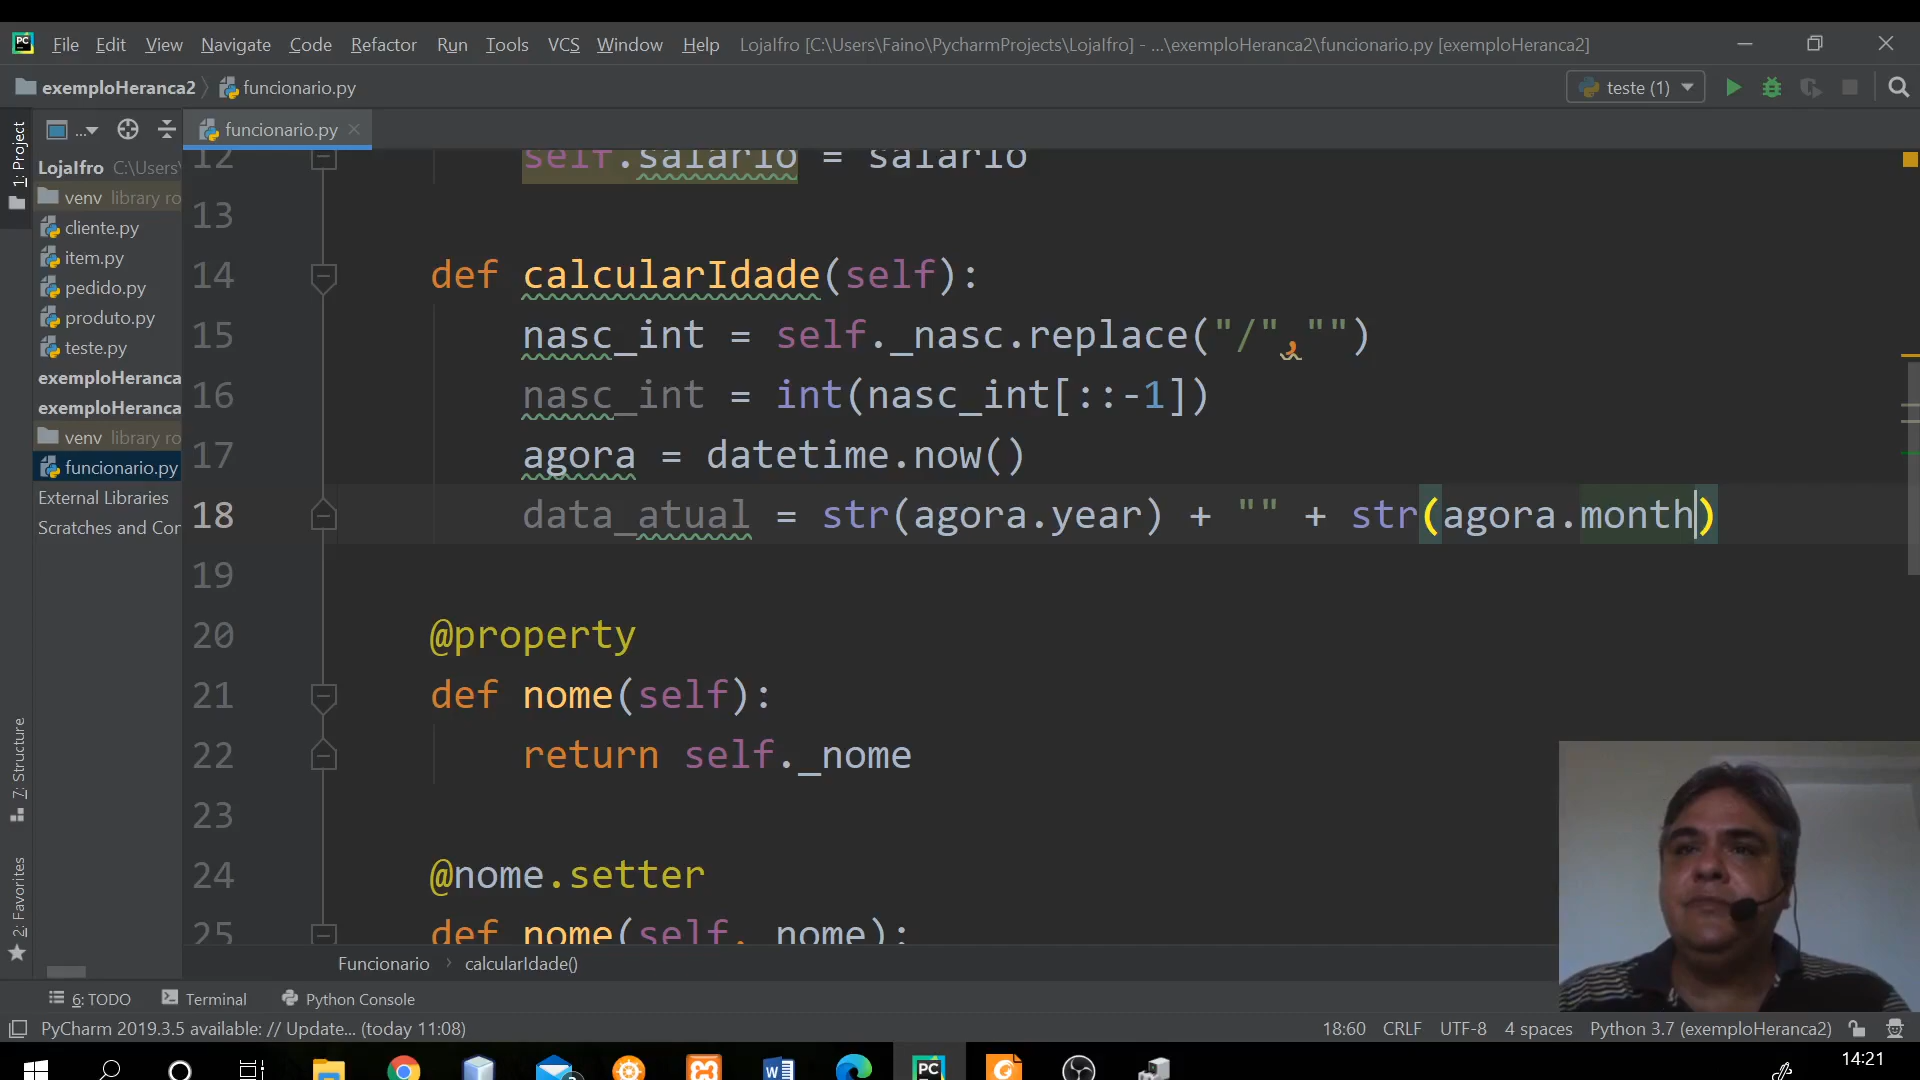 PC File Edit View Navigate Code Refactor Run Tools VCS Window Help LojaIfro [C:\Users\Faino\PycharmProjects\LojaIfro] - ...\exemploHeranca2\funcionario.py [exemploHeranca2]
exemploHeranca2 funcionario.py teste (1)
... funcionario.py
1: Project
LojaIfro C:\Users\
venv library ro
cliente.py
item.py
pedido.py
produto.py
teste.py
exemploHeranca
exemploHeranca
venv library ro
funcionario.py
External Libraries
Scratches and Cor
7: Structure
2: Favorites
12 self.salario = salario
13
14 def calcularIdade(self):
15 nasc_int = self._nasc.replace("/","")
16 nasc_int = int(nasc_int[::-1])
17 agora = datetime.now()
18 data_atual = str(agora.year) + "" + str(agora.month)
19
20 @property
21 def nome(self):
22 return self._nome
23
24 @nome.setter
25 def nome(self, nome):
Funcionario calcularIdade()
6: TODO Terminal Python Console
PyCharm 2019.3.5 available: // Update... (today 11:08) 18:60 CRLF UTF-8 4 spaces Python 3.7 (exemploHeranca2)
PC 14:21